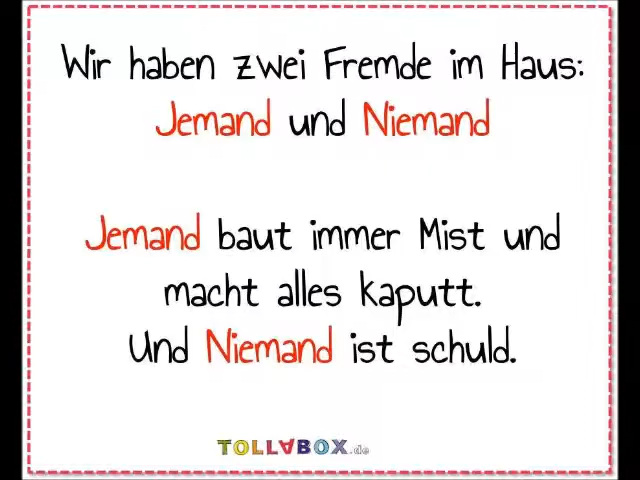 Wir haben zwei Fremde im Haus:
Jemand und Niemand
Jemand baut immer Mist und
macht alles kaputt.
Und Niemand ist schuld.
TOLLABOX.de